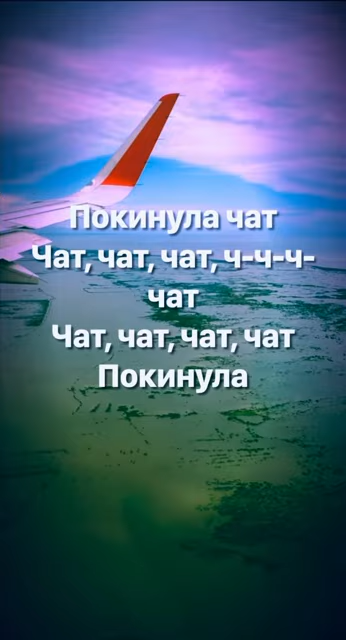 Покинула чат
Чат, чат, чат, ч-ч-ч-
чат
Чат, чат, чат, чат
Покинула